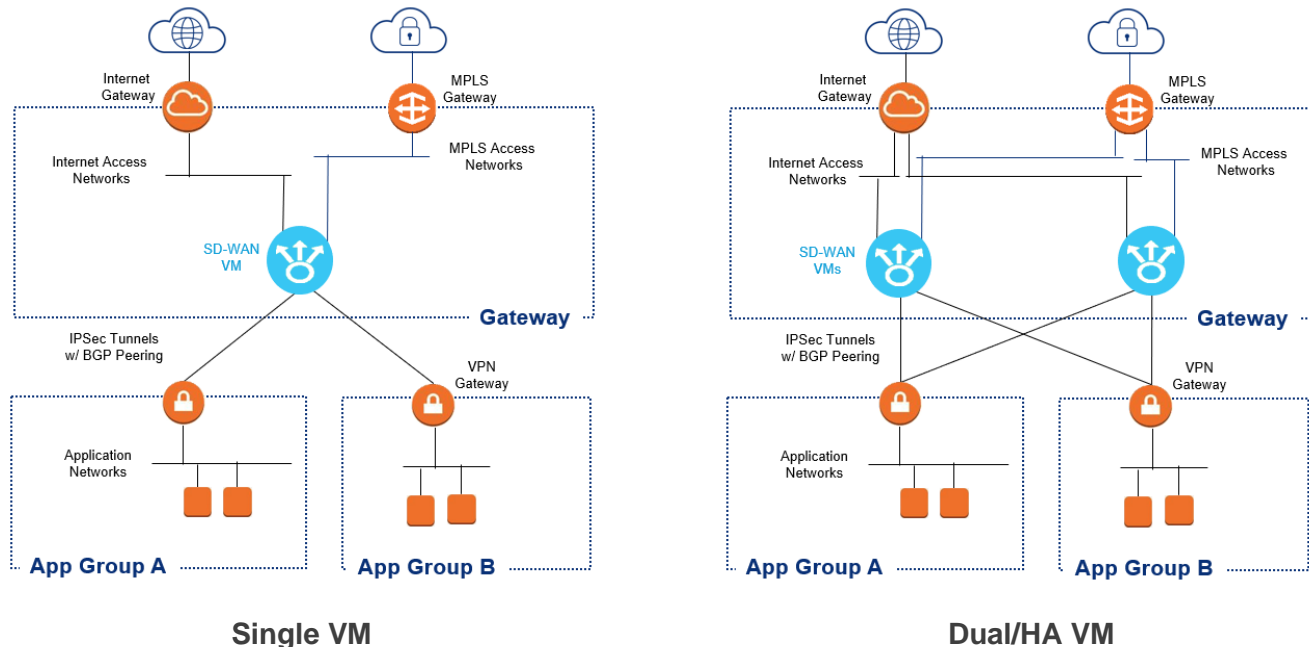 Internet
Gateway
MPLS
Gateway
Internet Access
Networks
MPLS Access
Networks
SD-WAN
VM
Gateway
IPSec Tunnels
w/ BGP Peering
VPN
Gateway
Application
Networks
App Group A
App Group B
Single VM
Internet
Gateway
MPLS
Gateway
Internet Access
Networks
MPLS Access
Networks
SD-WAN
VMs
Gateway
IPSec Tunnels
w/ BGP Peering
VPN
Gateway
Application
Networks
App Group A
App Group B
Dual/HA VM